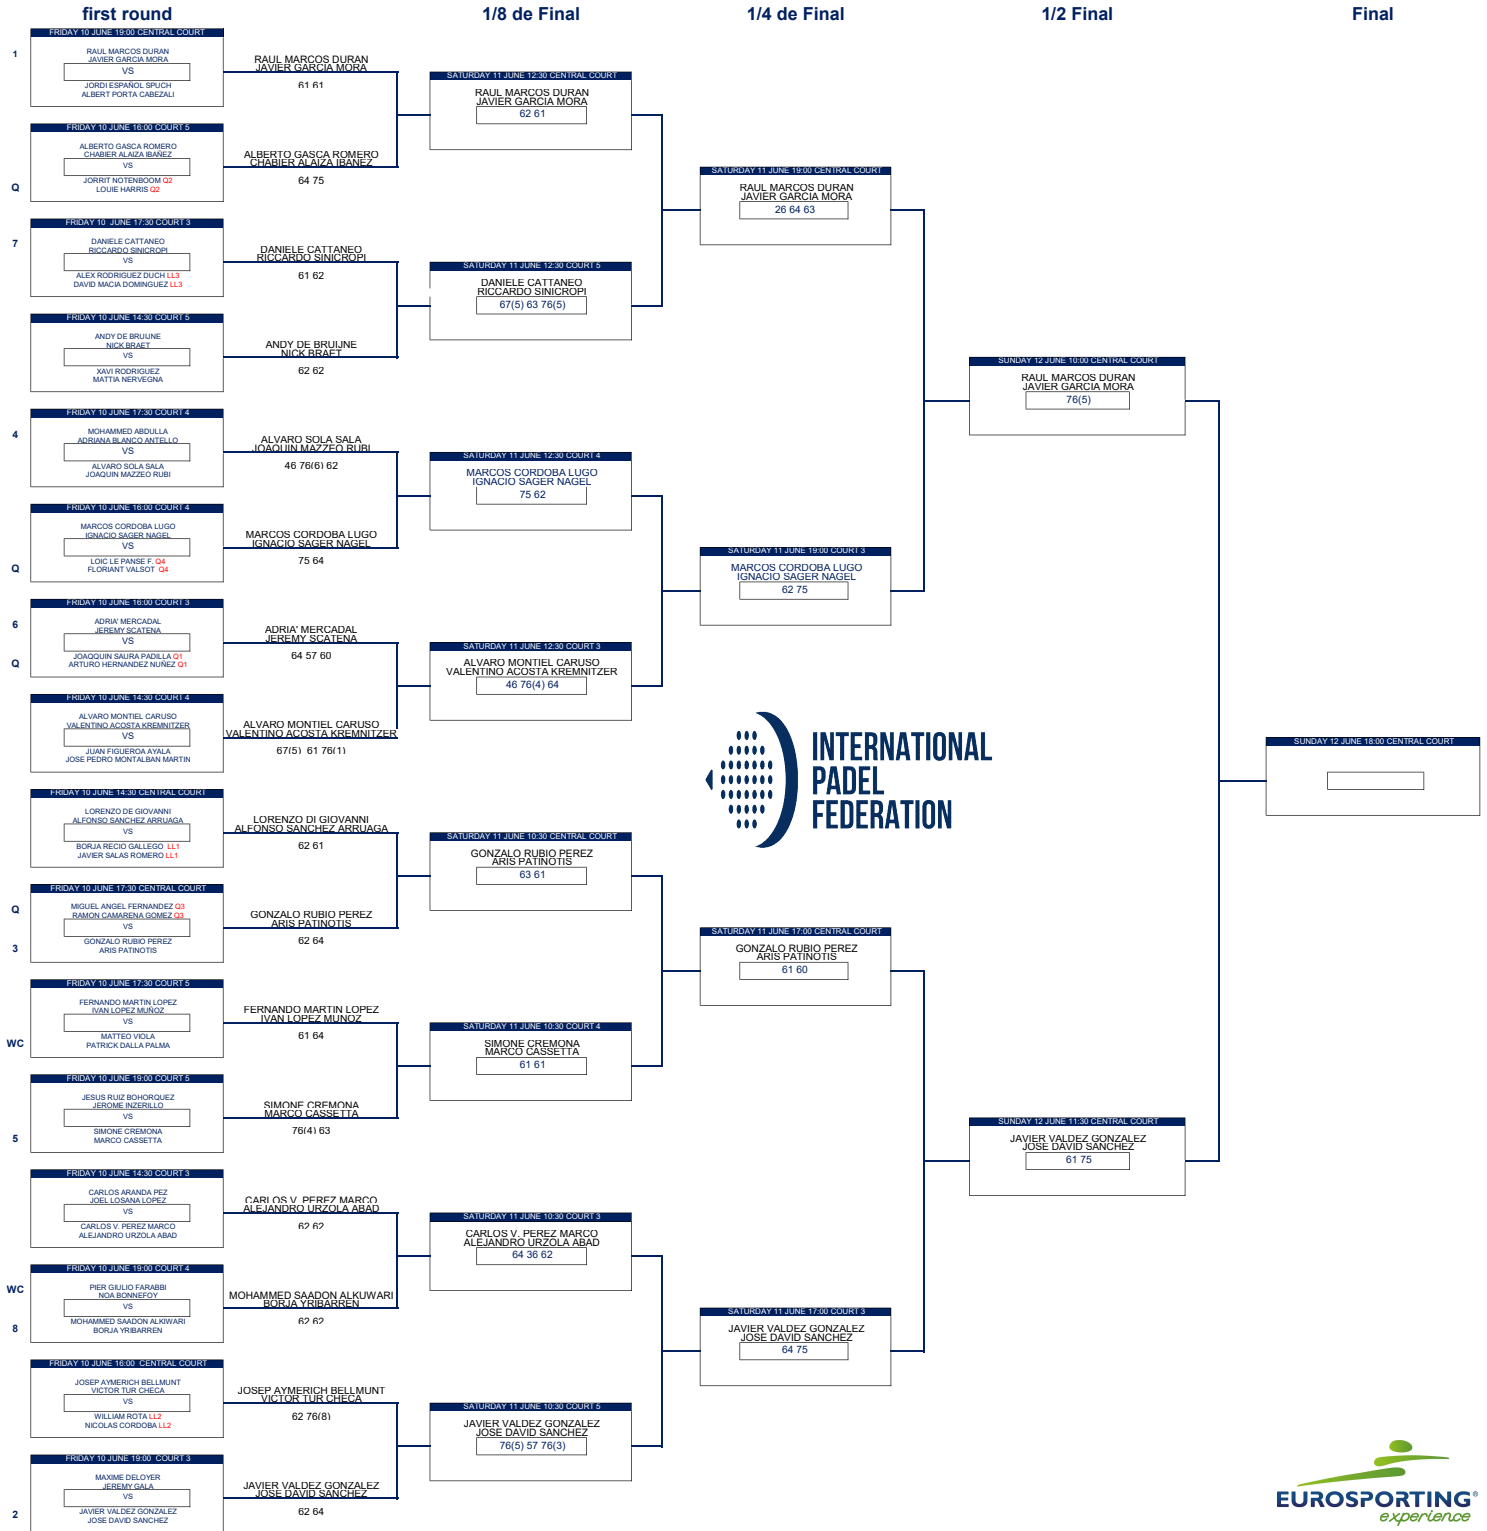 first round
1/8 de Final
1/4 de Final
1/2 Final
Final
FRIDAY 10 JUNE 19:00 CENTRAL COURT
1
RAUL MARCOS DURAN
JAVIER GARCIA MORA
VS
JORDI ESPAÑOL SPUCH
ALBERT PORTA CABEZALI
FRIDAY 10 JUNE 16:00 COURT 5
ALBERTO GASCA ROMERO
CHABIER ALAIZA IBAÑEZ
VS
Q
JORRIT NOTENBOOM Q2
LOUIE HARRIS Q2
FRIDAY 10 JUNE 17:30 COURT 3
7
DANIELE CATTANEO
RICCARDO SINICROPI
VS
ALEX RODRIGUEZ DUCH LL3
DAVID MACIA DOMINGUEZ LL3
FRIDAY 10 JUNE 14:30 COURT 5
ANDY DE BRUIJNE
NICK BRAET
VS
XAVI RODRIGUEZ
MATTIA NERVEGNA
FRIDAY 10 JUNE 17:30 COURT 4
4
MOHAMMED ABDULLA
ADRIANA BLANCO ANTELLO
VS
ALVARO SOLA SALA
JOAQUIN MAZZEO RUBI
FRIDAY 10 JUNE 16:00 COURT 4
MARCOS CORDOBA LUGO
IGNACIO SAGER NAGEL
VS
Q
LOIC LE PANSE F. Q4
FLORIANT VALSOT Q4
FRIDAY 10 JUNE 16:00 COURT 3
6
ADRIA' MERCADAL
JEREMY SCATENA
VS
Q
JOAQQUIN SAURA PADILLA Q1
ARTURO HERNANDEZ NUÑEZ Q1
FRIDAY 10 JUNE 14:30 COURT 4
ALVARO MONTIEL CARUSO
VALENTINO ACOSTA KREMNITZER
VS
JUAN FIGUEROA AYALA
JOSE PEDRO MONTALBAN MARTIN
FRIDAY 10 JUNE 14:30 CENTRAL COURT
LORENZO DE GIOVANNI
ALFONSO SANCHEZ ARRUAGA
VS
BORJA RECIO GALLEGO LL1
JAVIER SALAS ROMERO LL1
FRIDAY 10 JUNE 17:30 CENTRAL COURT
Q
MIGUEL ANGEL FERNANDEZ Q3
RAMON CAMARENA GOMEZ Q3
VS
3
GONZALO RUBIO PEREZ
ARIS PATINOTIS
FRIDAY 10 JUNE 17:30 COURT 5
FERNANDO MARTIN LOPEZ
IVAN LOPEZ MUÑOZ
VS
WC
MATTEO VIOLA
PATRICK DALLA PALMA
FRIDAY 10 JUNE 19:00 COURT 5
JESUS RUIZ BOHORQUEZ
JEROME INZERILLO
VS
5
SIMONE CREMONA
MARCO CASSETTA
FRIDAY 10 JUNE 14:30 COURT 3
CARLOS ARANDA PEZ
JOEL LOSANA LOPEZ
VS
CARLOS V. PEREZ MARCO
ALEJANDRO URZOLA ABAD
FRIDAY 10 JUNE 19:00 COURT 4
WC
PIER GIULIO FARABBI
NOA BONNEFOY
VS
8
MOHAMMED SAADON ALKIWARI
BORJA YRIBARREN
FRIDAY 10 JUNE 16:00 CENTRAL COURT
JOSEP AYMERICH BELLMUNT
VICTOR TUR CHECA
VS
WILLIAM ROTA LL2
NICOLAS CORDOBA LL2
FRIDAY 10 JUNE 19:00 COURT 3
MAXIME DELOYER
JEREMY GALA
VS
2
JAVIER VALDEZ GONZALEZ
JOSE DAVID SANCHEZ
RAUL MARCOS DURAN
JAVIER GARCIA MORA
61 61
ALBERTO GASCA ROMERO
CHABIER ALAIZA IBAÑEZ
64 75
DANIELE CATTANEO
RICCARDO SINICROPI
61 62
ANDY DE BRUIJNE
NICK BRAET
62 62
ALVARO SOLA SALA
JOAQUIN MAZZEO RUBI
46 76(6) 62
MARCOS CORDOBA LUGO
IGNACIO SAGER NAGEL
75 64
ADRIA' MERCADAL
JEREMY SCATENA
64 57 60
ALVARO MONTIEL CARUSO
VALENTINO ACOSTA KREMNITZER
67(5) 61 76(1)
LORENZO DI GIOVANNI
ALFONSO SANCHEZ ARRUAGA
62 61
GONZALO RUBIO PEREZ
ARIS PATINOTIS
62 64
FERNANDO MARTIN LOPEZ
IVAN LOPEZ MUÑOZ
61 64
SIMONE CREMONA
MARCO CASSETTA
76(4) 63
CARLOS V. PEREZ MARCO
ALEJANDRO URZOLA ABAD
62 62
MOHAMMED SAADON ALKUWARI
BORJA YRIBARREN
62 62
JOSEP AYMERICH BELLMUNT
VICTOR TUR CHECA
62 76(8)
JAVIER VALDEZ GONZALEZ
JOSE DAVID SANCHEZ
62 64
SATURDAY 11 JUNE 12:30 CENTRAL COURT
RAUL MARCOS DURAN
JAVIER GARCIA MORA
62 61
SATURDAY 11 JUNE 12:30 COURT 5
DANIELE CATTANEO
RICCARDO SINICROPI
67(5) 63 76(5)
SATURDAY 11 JUNE 12:30 COURT 4
MARCOS CORDOBA LUGO
IGNACIO SAGER NAGEL
75 62
SATURDAY 11 JUNE 12:30 COURT 3
ALVARO MONTIEL CARUSO
VALENTINO ACOSTA KREMNITZER
46 76(4) 64
SATURDAY 11 JUNE 10:30 CENTRAL COURT
GONZALO RUBIO PEREZ
ARIS PATINOTIS
63 61
SATURDAY 11 JUNE 10:30 COURT 4
SIMONE CREMONA
MARCO CASSETTA
61 61
SATURDAY 11 JUNE 10:30 COURT 3
CARLOS V. PEREZ MARCO
ALEJANDRO URZOLA ABAD
64 36 62
SATURDAY 11 JUNE 10:30 COURT 5
JAVIER VALDEZ GONZALEZ
JOSE DAVID SANCHEZ
76(5) 57 76(3)
SATURDAY 11 JUNE 19:00 CENTRAL COURT
RAUL MARCOS DURAN
JAVIER GARCIA MORA
26 64 63
SATURDAY 11 JUNE 19:00 COURT 3
MARCOS CORDOBA LUGO
IGNACIO SAGER NAGEL
62 75
SATURDAY 11 JUNE 17:00 CENTRAL COURT
GONZALO RUBIO PEREZ
ARIS PATINOTIS
61 60
SATURDAY 11 JUNE 17:00 COURT 3
JAVIER VALDEZ GONZALEZ
JOSE DAVID SANCHEZ
64 75
SUNDAY 12 JUNE 10:00 CENTRAL COURT
RAUL MARCOS DURAN
JAVIER GARCIA MORA
76(5)
SUNDAY 12 JUNE 11:30 CENTRAL COURT
JAVIER VALDEZ GONZALEZ
JOSE DAVID SANCHEZ
61 75
SUNDAY 12 JUNE 18:00 CENTRAL COURT
INTERNATIONAL
PADEL
FEDERATION
EUROSPORTING®
experience